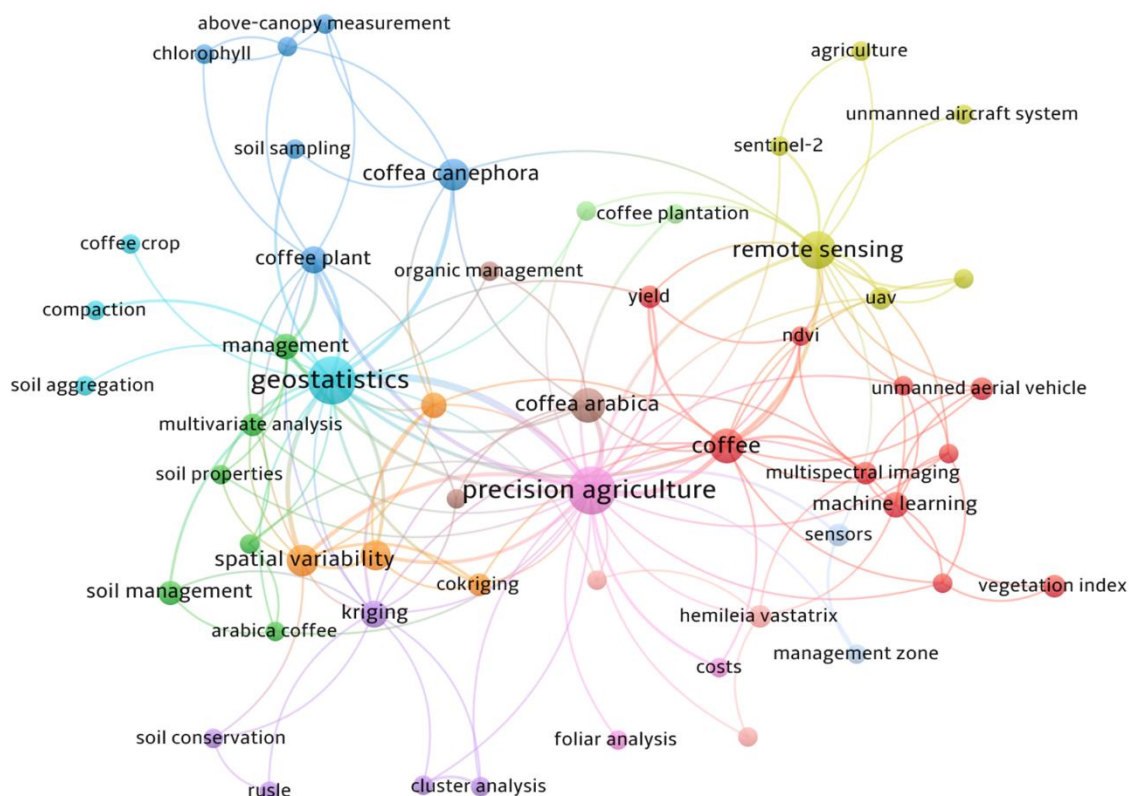 above-canopy measurement
chlorophyll
agriculture
unmanned aircraft system
soil sampling
sentinel-2
coffea canephora
coffee plantation
coffee crop
coffee plant
remote sensing
organic management
yield
uav
compaction
ndvi
management
geostatistics
soil aggregation
unmanned aerial vehicle
coffea arabica
multivariate analysis
coffee
soil properties
multispectral imaging
precision agriculture
machine learning
sensors
spatial variability
cokriging
soil management
vegetation index
kriging
hemileia vastatrix
arabica coffee
management zone
costs
soil conservation
foliar analysis
rusle
cluster analysis